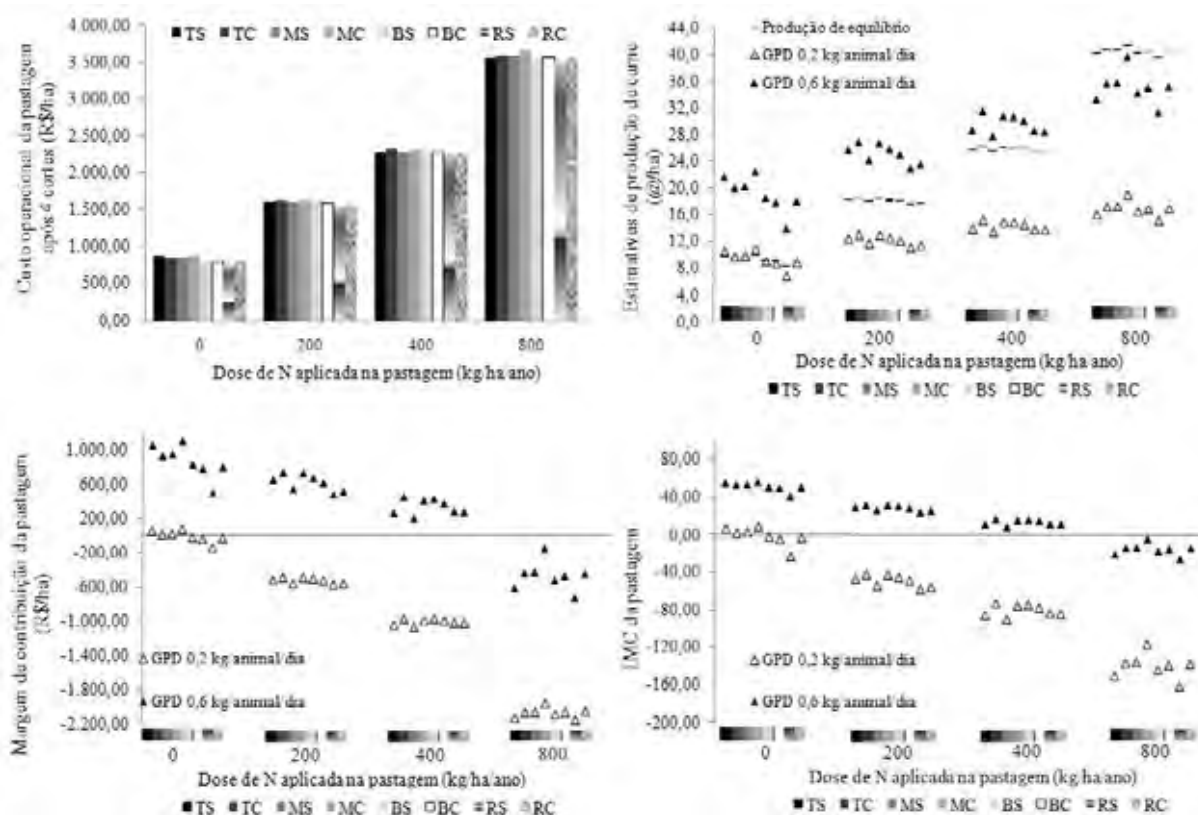 Custo operacional da pastagem
após 4 cortes (R$/ha)
4.000,00
3.500,00
3.000,00
2.500,00
2.000,00
1.500,00
1.000,00
500,00
0,00
TS TC MS MC BS BC RS RC
0 200 400 800
Dose de N aplicada na pastagem (kg/ha/ano)
Estimativas de produção de carne
(@/ha)
44,0
40,0
36,0
32,0
28,0
24,0
20,0
16,0
12,0
8,0
4,0
0,0
Produção de equilíbrio
GPD 0,2 kg/animal/dia
GPD 0,6 kg/animal/dia
0 200 400 800
Dose de N aplicada na pastagem (kg/ha/ano)
TS TC MS MC BS BC RS RC
Margem de contribuição da pastagem
(R$/ha)
1.000,00
600,00
200,00
-200,00
-600,00
-1.000,00
-1.400,00
-1.800,00
-2.200,00
GPD 0,2 kg/animal/dia
GPD 0,6 kg/animal/dia
0 200 400 800
Dose de N aplicada na pastagem (kg/ha/ano)
TS TC MS MC BS BC RS RC
IMC da pastagem
80,00
40,00
0,00
-40,00
-80,00
-120,00
-160,00
-200,00
GPD 0,2 kg/animal/dia
GPD 0,6 kg/animal/dia
0 200 400 800
Dose de N aplicada na pastagem (kg/ha/ano)
TS TC MS MC BS BC RS RC